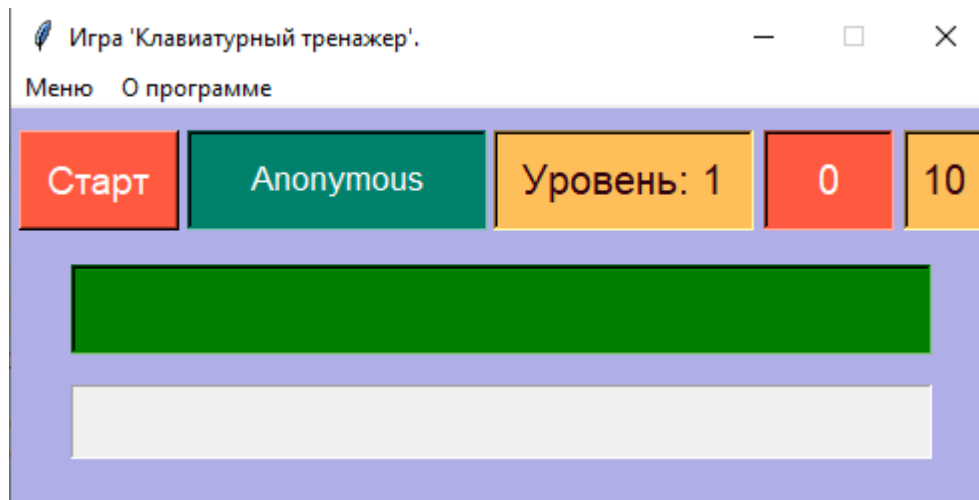 Игра 'Клавиатурный тренажер'.
Меню О программе
Старт Anonymous Уровень: 1 0 10